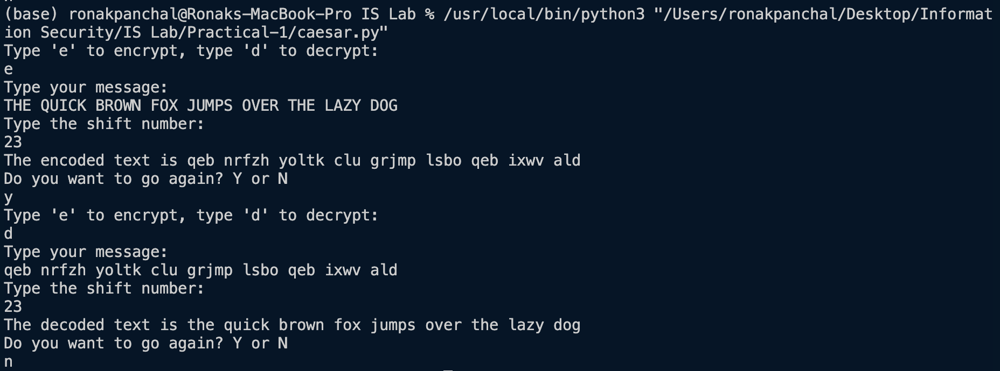 (base) ronakpanchal@Ronaks-MacBook-Pro IS Lab % /usr/local/bin/python3 "/Users/ronakpanchal/Desktop/Informat
ion Security/IS Lab/Practical-1/caesar.py"
Type 'e' to encrypt, type 'd' to decrypt:
e
Type your message:
THE QUICK BROWN FOX JUMPS OVER THE LAZY DOG
Type the shift number:
23
The encoded text is qeb nrfzh yoltk clu grjmp lsbo qeb ixwv ald
Do you want to go again? Y or N
y
Type 'e' to encrypt, type 'd' to decrypt:
d
Type your message:
qeb nrfzh yoltk clu grjmp lsbo qeb ixwv ald
Type the shift number:
23
The decoded text is the quick brown fox jumps over the lazy dog
Do you want to go again? Y or N
n